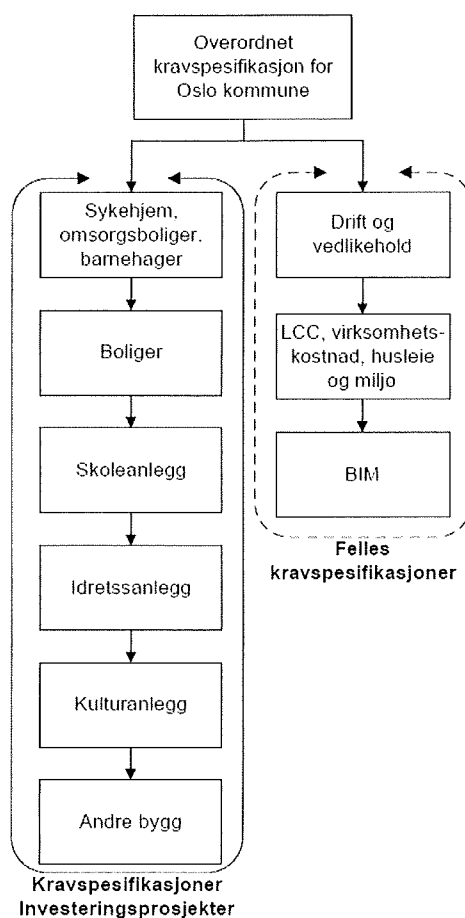 Overordnet
kravspesifikasjon for
Oslo kommune
Sykehjem,
omsorgsboliger,
barnehager
Boliger
Skoleanlegg
Idretssanlegg
Kulturanlegg
Andre bygg
Kravspesifikasjoner
Investeringsprosjekter
Drift og
vedlikehold
LCC, virksomhets-
kostnad, husleie
og miljø
BIM
Felles
kravspesifikasjoner